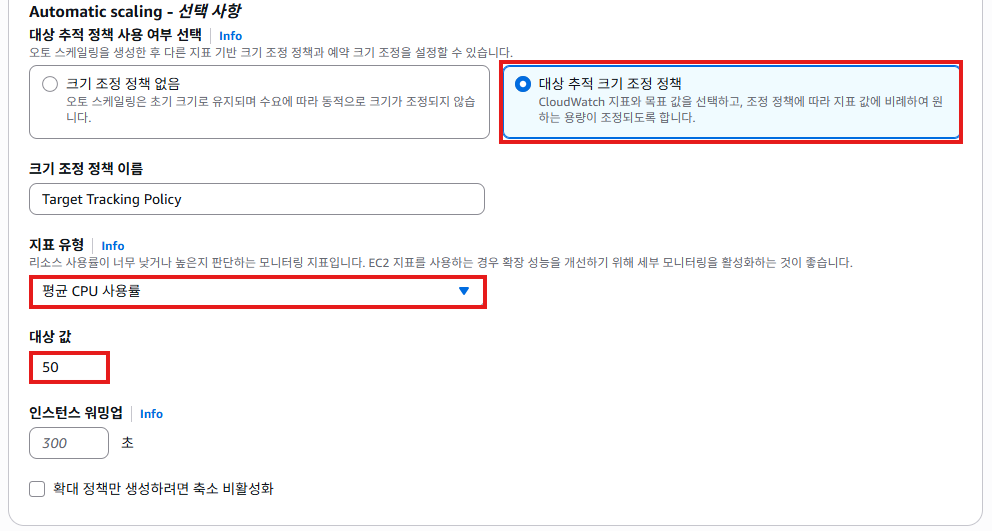 Automatic scaling - 선택 사항
대상 추적 정책 사용 여부 선택 | Info
오토 스케일링을 생성한 후 다른 지표 기반 크기 조정 정책과 예약 크기 조정을 설정할 수 있습니다.
크기 조정 정책 없음
오토 스케일링은 초기 크기로 유지되며 수요에 따라 동적으로 크기가 조정되지 않습
니다.
대상 추적 크기 조정 정책
CloudWatch 지표와 목표 값을 선택하고, 조정 정책에 따라 지표 값에 비례하여 원
하는 용량이 조정되도록 합니다.
크기 조정 정책 이름
Target Tracking Policy
지표 유형 | Info
리소스 사용률이 너무 낮거나 높은지 판단하는 모니터링 지표입니다. EC2 지표를 사용하는 경우 확장 성능을 개선하기 위해 세부 모니터링을 활성화하는 것이 좋습니다.
평균 CPU 사용률
대상 값
50
인스턴스 워밍업 | Info
300 초
확대 정책만 생성하려면 축소 비활성화